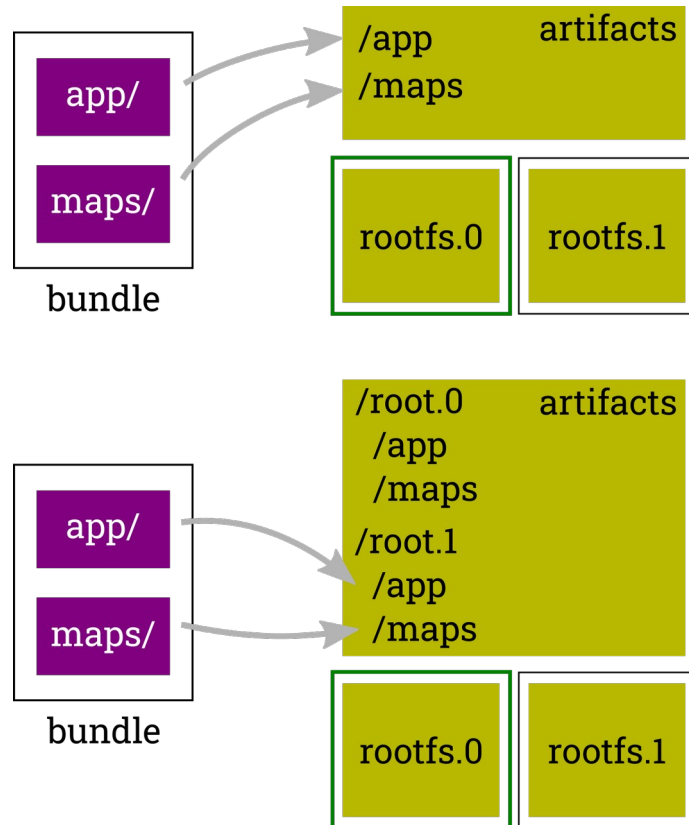 app/
maps/
bundle
/app
/maps
artifacts
rootfs.0
rootfs.1
app/
maps/
bundle
/root.0
/app
/maps
/root.1
/app
/maps
artifacts
rootfs.0
rootfs.1